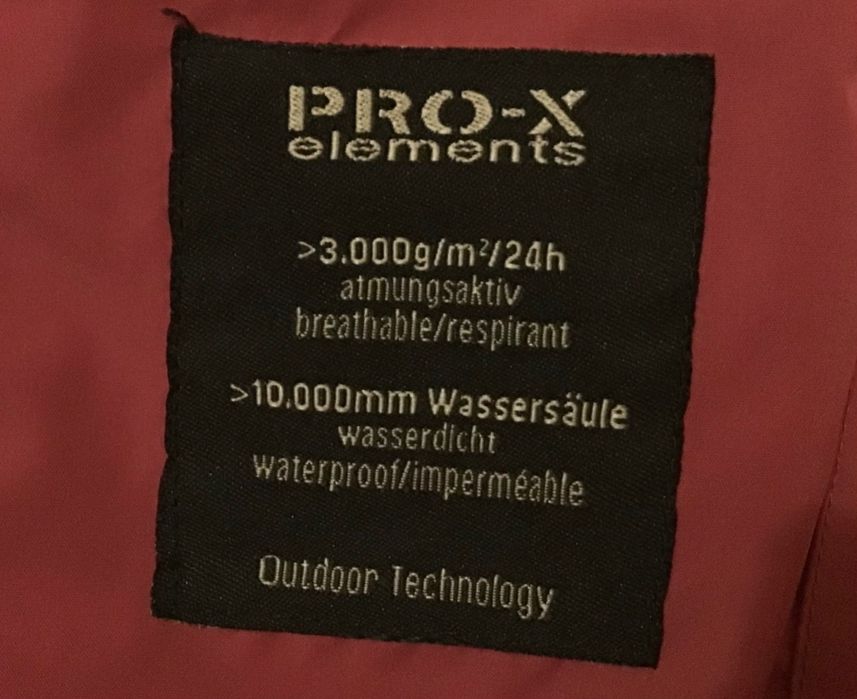 PRO-X
elements
>3.000g/m²/24h
atmungsaktiv
breathable/respirant
>10.000mm Wassersäule
wasserdicht
waterproof/imperméable
Outdoor Technology